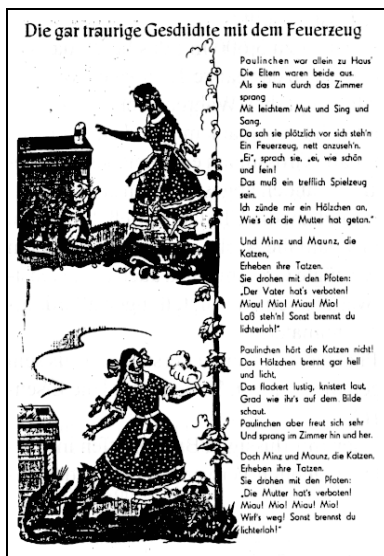 Die gar traurige Geschichte mit dem Feuerzeug
Paulinchen war allein zu Haus'
Die Eltern waren beide aus.
Als sie nun durch das Zimmer
sprang
Mit leichtem Mut und Sing und
Sang,
Da sah sie plötzlich vor sich steh'n
Ein Feuerzeug, nett anzuseh'n.
„Ei", sprach sie, „ei, wie schön
und fein!
Das muß ein trefflich Spielzeug
sein.
Ich zünde mir ein Hölzchen an,
Wie's oft die Mutter hat getan."
Und Minz und Maunz, die
Katzen,
Erheben ihre Tatzen.
Sie drohen mit den Pfoten:
„Der Vater hat's verboten!
Miau! Mio! Miau! Mio!
Laß steh'n! Sonst brennst du
lichterloh!"
Paulinchen hört die Katzen nicht!
Das Hölzchen brennt gar hell
und licht,
Das flackert lustig, knistert laut,
Grad wie ihr's auf dem Bilde
schaut.
Paulinchen aber freut sich sehr
Und sprang im Zimmer hin und her.
Doch Minz und Maunz, die Katzen,
Erheben ihre Tatzen.
Sie drohen mit den Pfoten:
„Die Mutter hat's verboten!
Miau! Mio! Miau! Mio!
Wirf's weg! Sonst brennst du
lichterloh!"